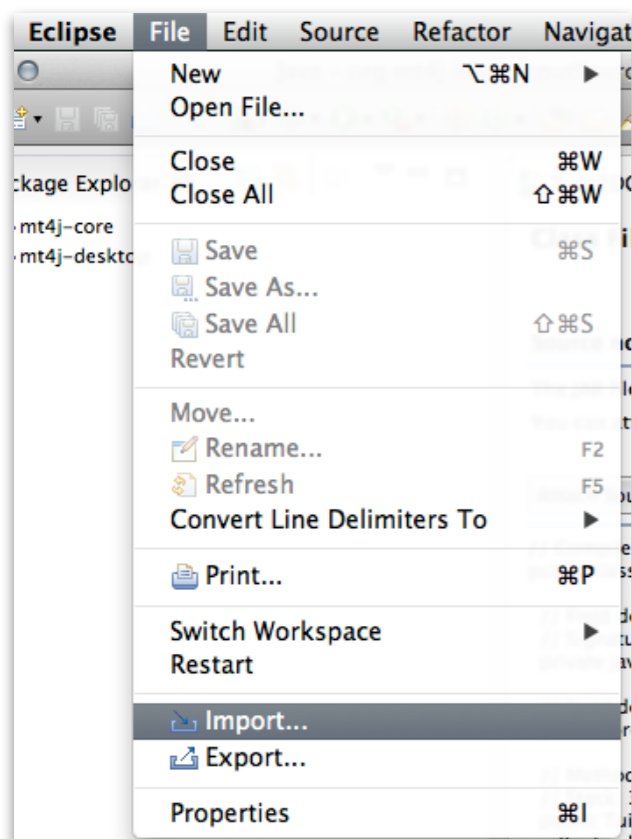 Eclipse File Edit Source Refactor Navigat
New ⌥⌘N ▶
Open File...
Close ⌘W
ckage Explo
Close All ⇧⌘W
mt4j-core
Save ⌘S
mt4j-deskto
Save As...
Save All ⇧⌘S
Revert
Move...
Rename... F2
Refresh F5
Convert Line Delimiters To ▶
Print... ⌘P
Switch Workspace ▶
Restart
Import...
Export...
Properties ⌘I